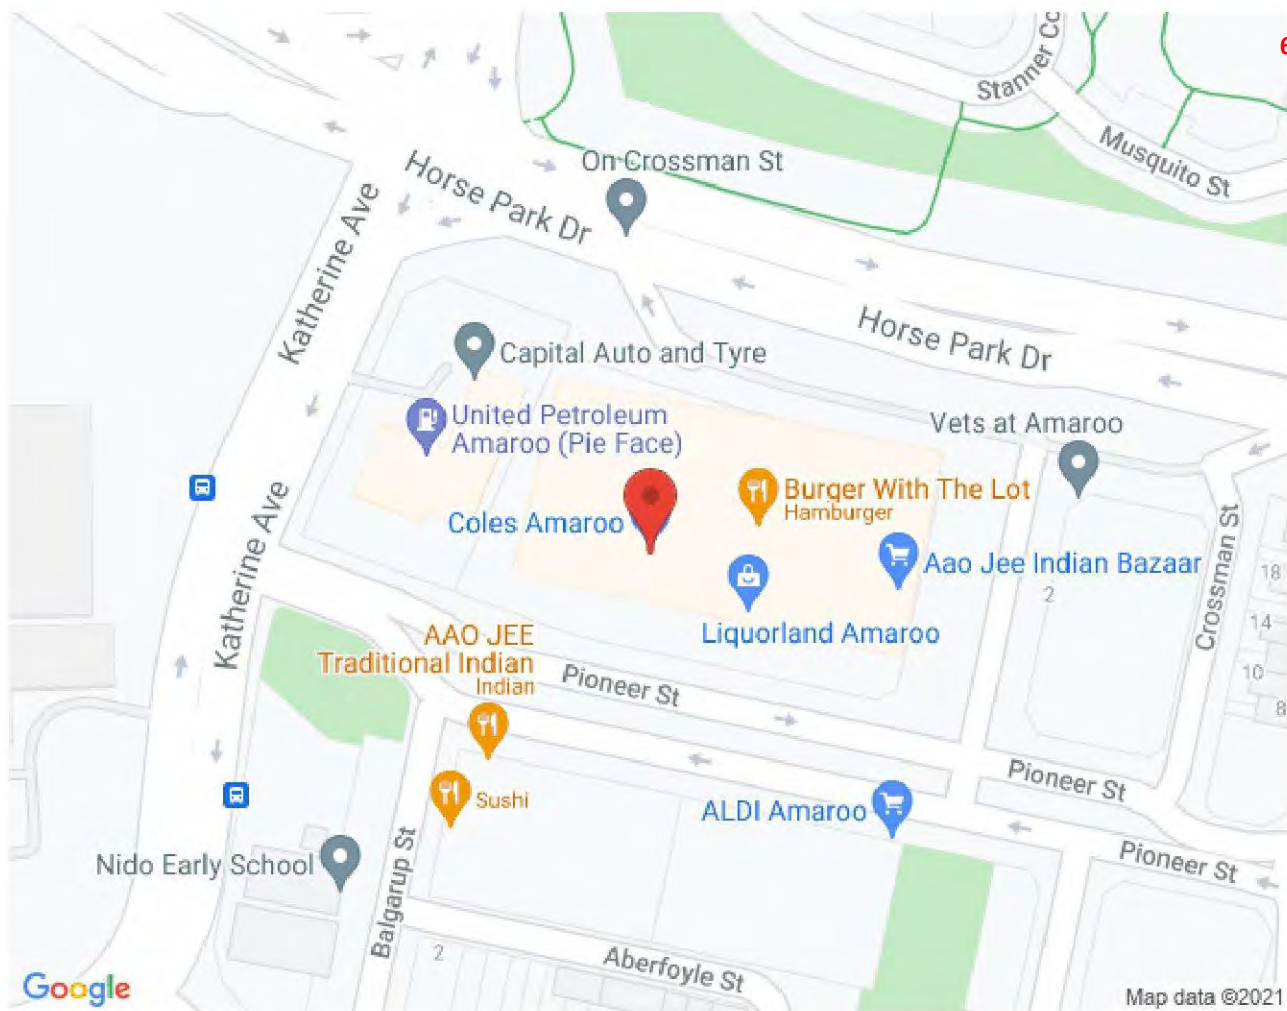 6
Stanner Co
Musquito St
On Crossman St
Horse Park Dr
Katherine Ave
Horse Park Dr
Capital Auto and Tyre
United Petroleum
Amaroo (Pie Face)
Vets at Amaroo
Burger With The Lot
Hamburger
Coles Amaroo
Katherine Ave
Aao Jee Indian Bazaar
Crossman St
18
2
14
Liquorland Amaroo
AAO JEE
Traditional Indian
Indian
10
Pioneer St
8
Pioneer St
Sushi
ALDI Amaroo
Pioneer St
Nido Early School
Balgarup St
2
Aberfoyle St
Google
Map data ©2021